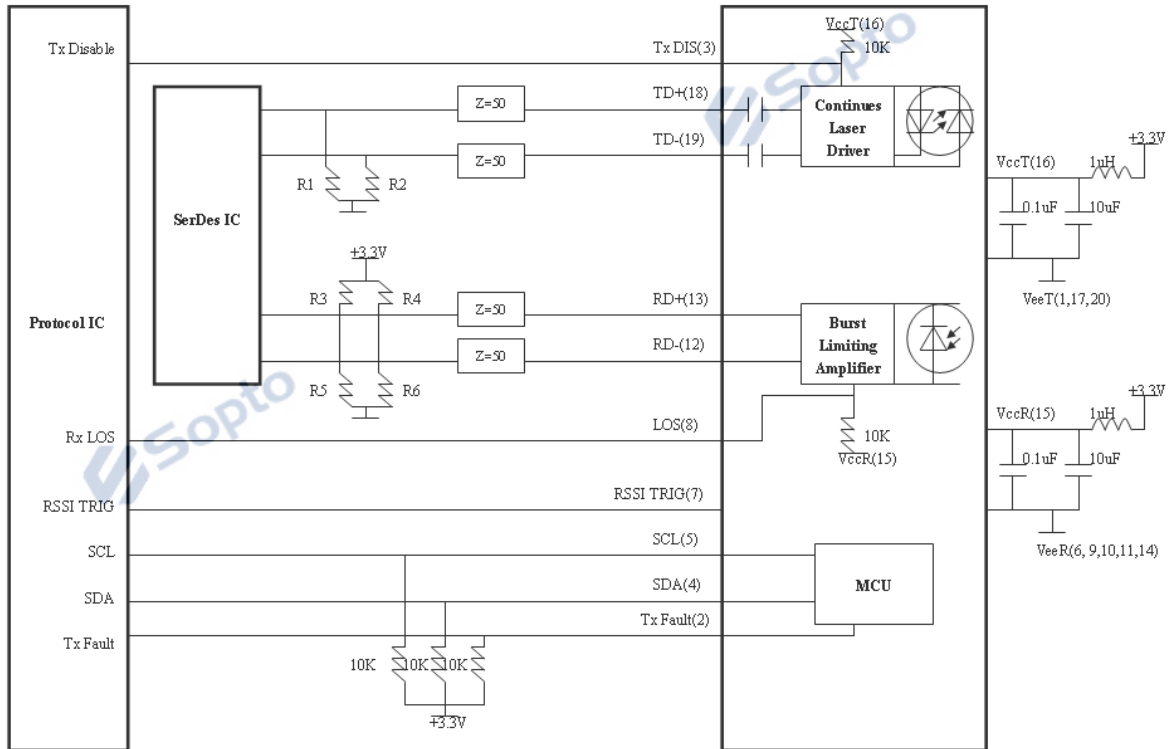 VccT(16)
Tx Disable
Tx DIS(3)
10K
Sopto
TD+(18)
Z=50
Continues
Laser
Driver
TD-(19)
Z=50
+3.3V
VccT(16)
1uH
R1
R2
0.1uF
10uF
SerDes IC
+3.3V
R3
R4
RD+(13)
Z=50
VeeT(1,17,20)
Protocol IC
Burst
Limiting
Amplifier
RD-(12)
Z=50
R5
R6
+3.3V
Sopto
VccR(15)
1uH
Rx LOS
LOS(8)
10K
VccR(15)
0.1uF
10uF
RSSI TRIG
RSSI TRIG(7)
SCL
SCL(5)
VeeR(6, 9,10,11,14)
SDA
SDA(4)
MCU
Tx Fault
Tx Fault(2)
10K
10K
10K
+3.3V